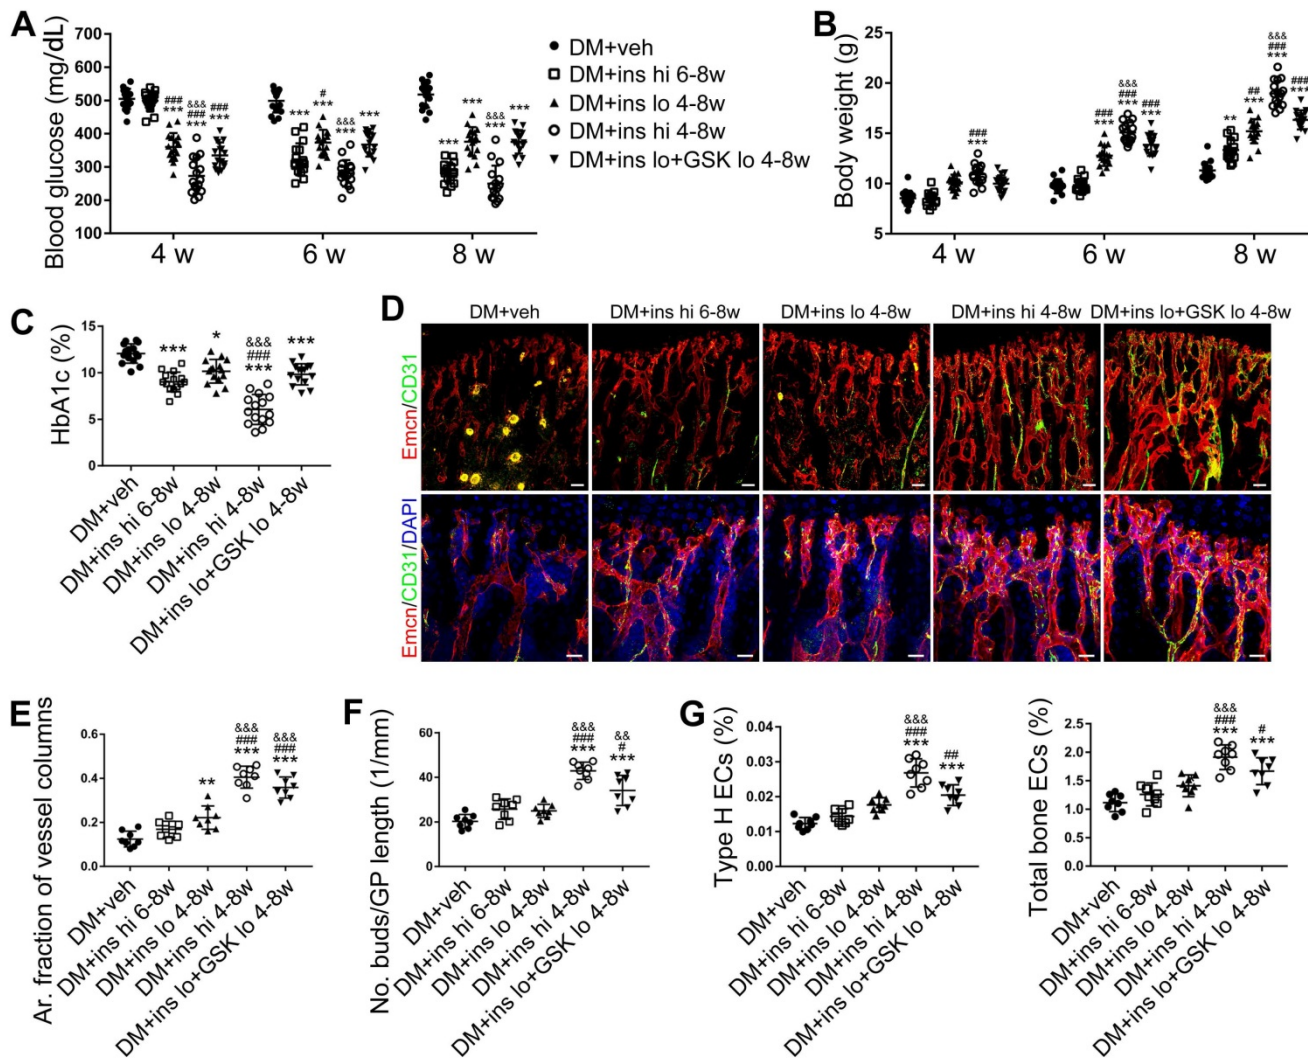 A
Blood glucose (mg/dL)
700
600
500
400
300
200
100
###
***
&&&
###
***
###
***
***
#
***
&&&
***
***
***
***
&&&
***
***
4 w
6 w
8 w
DM+veh
DM+ins hi 6-8w
DM+ins lo 4-8w
DM+ins hi 4-8w
DM+ins lo+GSK lo 4-8w
B
Body weight (g)
25
20
15
10
5
###
***
###
***
&&&
###
***
###
***
**
##
***
&&&
###
***
###
***
4 w
6 w
8 w
C
HbA1c (%)
15
10
5
0
***
*
&&&
###
***
***
DM+veh
DM+ins hi 6-8w
DM+ins lo 4-8w
DM+ins hi 4-8w
DM+ins lo+GSK lo 4-8w
D
DM+veh
DM+ins hi 6-8w
DM+ins lo 4-8w
DM+ins hi 4-8w
DM+ins lo+GSK lo 4-8w
Emcn/CD31
Emcn/CD31/DAPI
E
Ar. fraction of vessel columns
0.6
0.4
0.2
0.0
**
&&&
###
***
&&&
###
***
DM+veh
DM+ins hi 6-8w
DM+ins lo 4-8w
DM+ins hi 4-8w
DM+ins lo+GSK lo 4-8w
F
No. buds/GP length (1/mm)
60
40
20
0
&&&
###
***
&&
#
***
DM+veh
DM+ins hi 6-8w
DM+ins lo 4-8w
DM+ins hi 4-8w
DM+ins lo+GSK lo 4-8w
G
Type H ECs (%)
0.04
0.03
0.02
0.01
0.00
&&&
###
***
##
***
DM+veh
DM+ins hi 6-8w
DM+ins lo 4-8w
DM+ins hi 4-8w
DM+ins lo+GSK lo 4-8w
Total bone ECs (%)
2.5
2.0
1.5
1.0
0.5
0.0
&&&
###
***
#
***
DM+veh
DM+ins hi 6-8w
DM+ins lo 4-8w
DM+ins hi 4-8w
DM+ins lo+GSK lo 4-8w